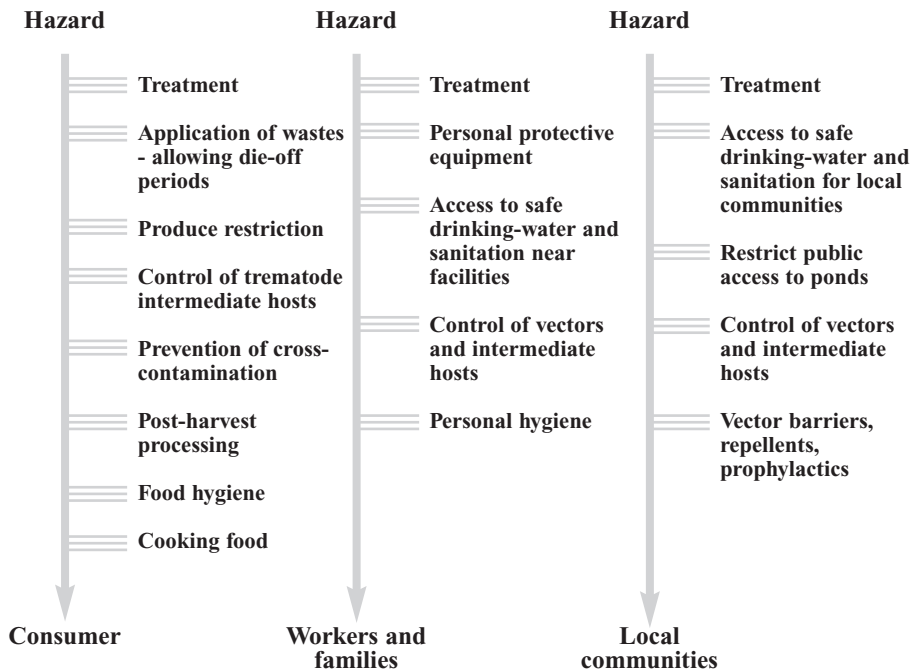 Hazard
Treatment
Application of wastes
- allowing die-off
periods
Produce restriction
Control of trematode
intermediate hosts
Prevention of cross-
contamination
Post-harvest
processing
Food hygiene
Cooking food
Consumer
Hazard
Treatment
Personal protective
equipment
Access to safe
drinking-water and
sanitation near
facilities
Control of vectors
and intermediate
hosts
Personal hygiene
Workers and
families
Hazard
Treatment
Access to safe
drinking-water and
sanitation for local
communities
Restrict public
access to ponds
Control of vectors
and intermediate
hosts
Vector barriers,
repellents,
prophylactics
Local
communities